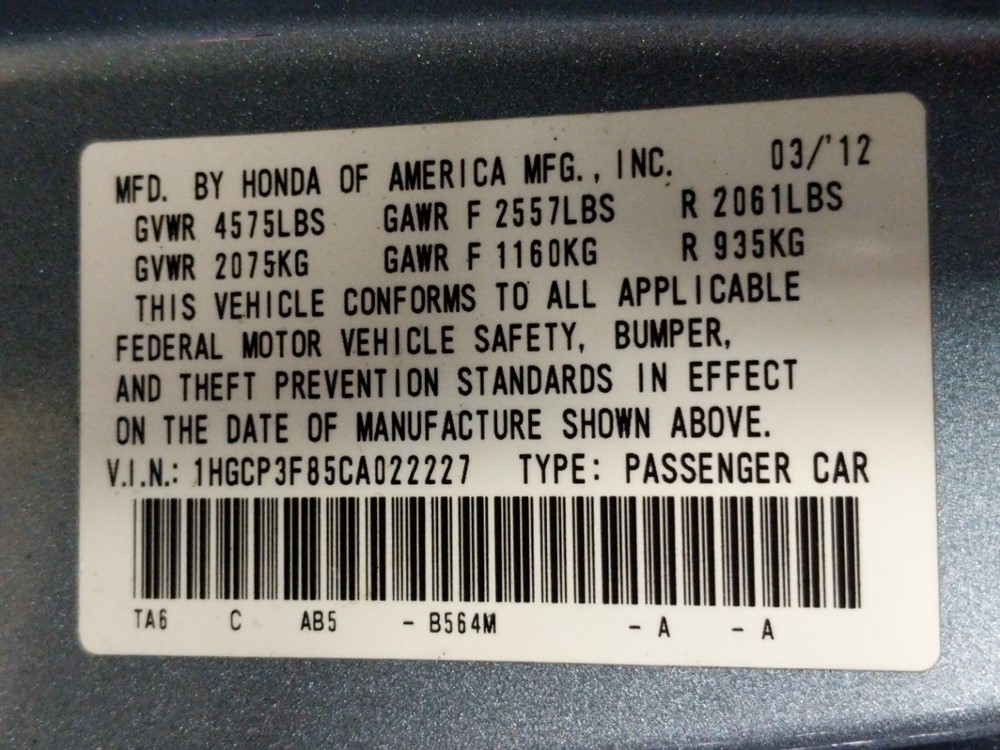 MFD. BY HONDA OF AMERICA MFG., INC. 03/'12
GVWR 4575LBS GAWR F 2557LBS R 2061LBS
GVWR 2075KG GAWR F 1160KG R 935KG
THIS VEHICLE CONFORMS TO ALL APPLICABLE
FEDERAL MOTOR VEHICLE SAFETY, BUMPER,
AND THEFT PREVENTION STANDARDS IN EFFECT
ON THE DATE OF MANUFACTURE SHOWN ABOVE.
V.I.N.: 1HGCP3F85CA022227 TYPE: PASSENGER CAR
TA6 C AB5 - B564M - A - A